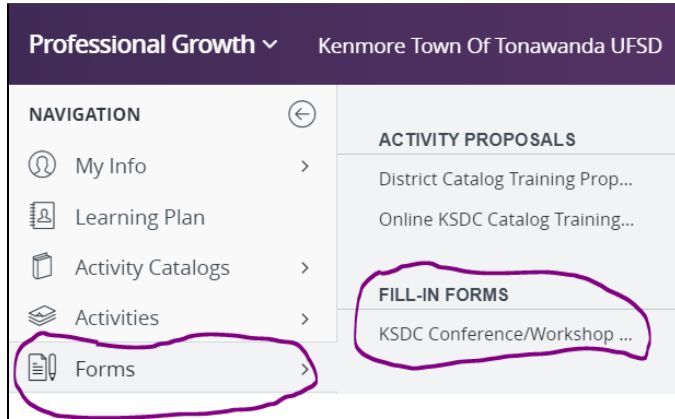 Professional Growth
Kenmore Town Of Tonawanda UFSD
NAVIGATION
My Info
Learning Plan
Activity Catalogs
Activities
Forms
ACTIVITY PROPOSALS
District Catalog Training Prop...
Online KSDC Catalog Training...
FILL-IN FORMS
KSDC Conference/Workshop ...